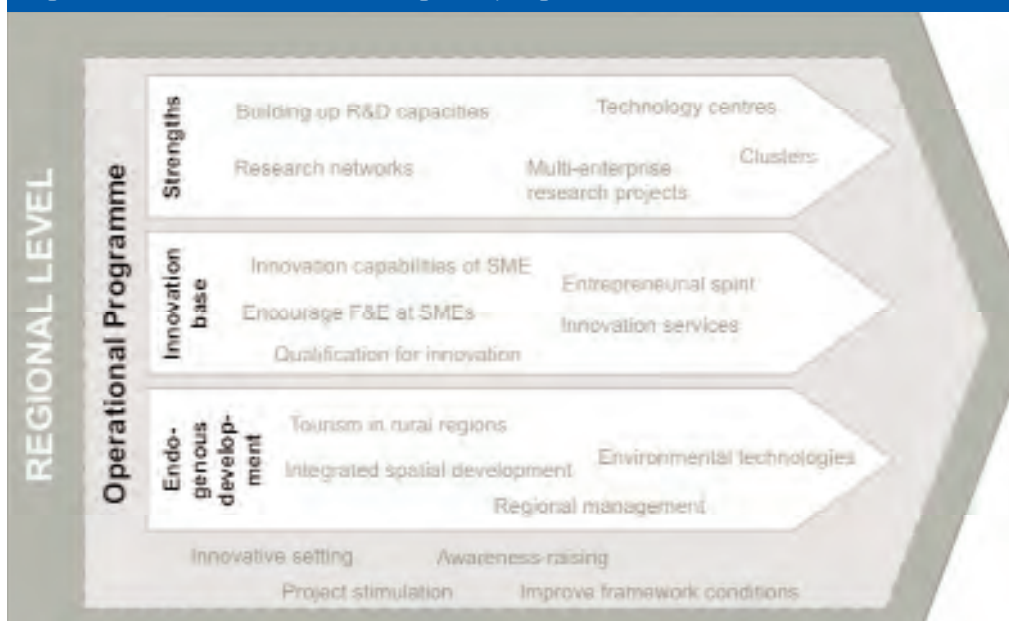 REGIONAL LEVEL
Operational Programme
Strengths
Building up R&D capacities
Technology centres
Research networks
Multi-enterprise
research projects
Clusters
Innovation
base
Innovation capabilities of SME
Entrepreneurial spirit
Encourage F&E at SMEs
Innovation services
Qualification for innovation
Endo-
genous
develop-
ment
Tourism in rural regions
Integrated spatial development
Environmental technologies
Regional management
Innovative setting
Awareness raising
Project stimulation
Improve framework conditions